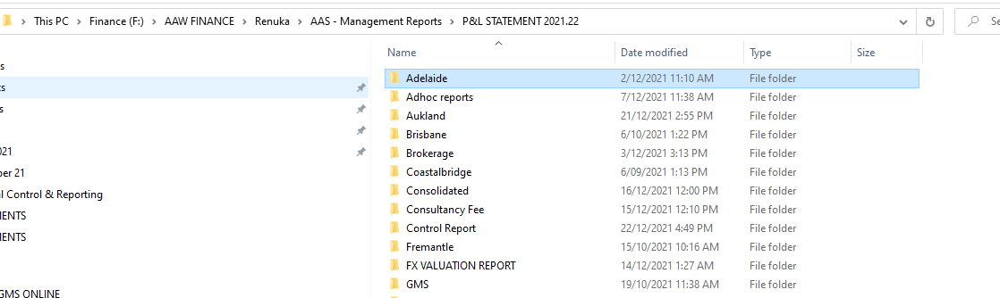 This PC > Finance (F:) > AAW FINANCE > Renuka > AAS - Management Reports > P&L STATEMENT 2021.22
Name Date modified Type Size
Adelaide 2/12/2021 11:10 AM File folder
Adhoc reports 7/12/2021 11:38 AM File folder
Aukland 21/12/2021 2:55 PM File folder
Brisbane 6/10/2021 1:22 PM File folder
Brokerage 3/12/2021 3:13 PM File folder
021
Coastalbridge 6/09/2021 1:13 PM File folder
ber 21
Consolidated 16/12/2021 12:00 PM File folder
l Control & Reporting
Consultancy Fee 15/12/2021 12:10 PM File folder
MENTS
Control Report 22/12/2021 4:49 PM File folder
MENTS
Fremantle 15/10/2021 10:16 AM File folder
FX VALUATION REPORT 14/12/2021 1:27 AM File folder
GMS 19/10/2021 11:38 AM File folder
GMS ONLINE